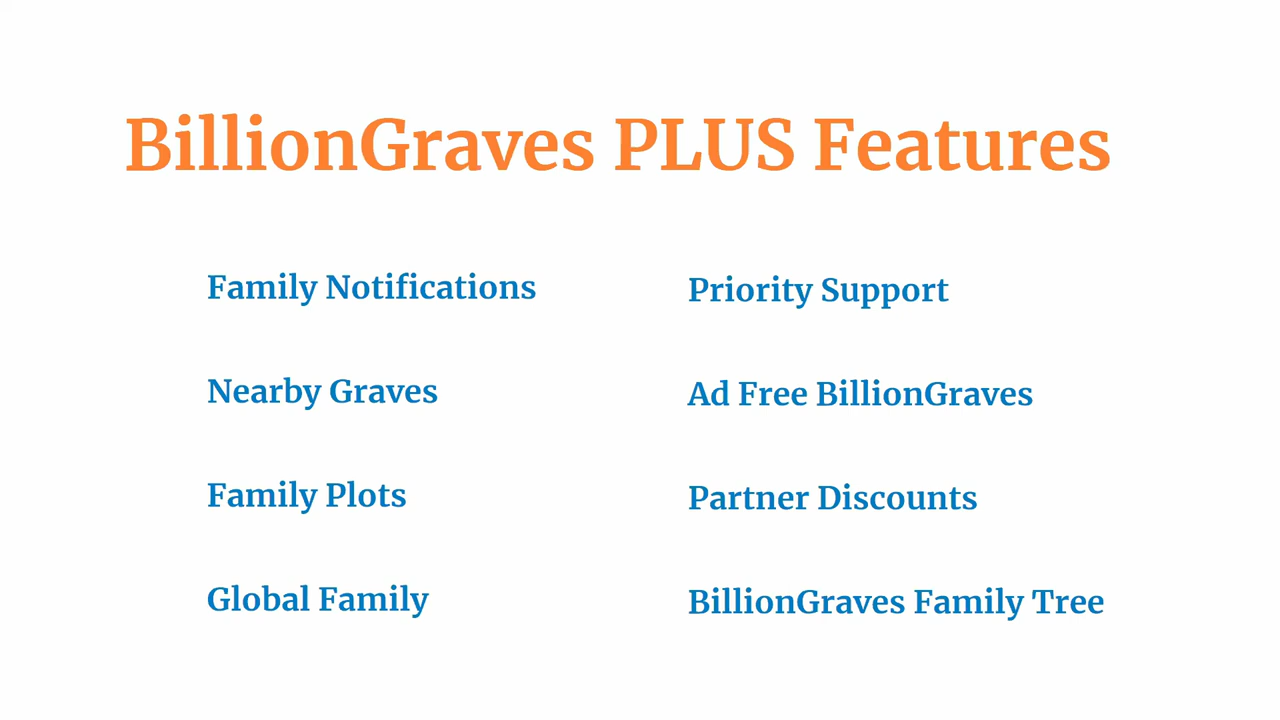 BillionGraves PLUS Features
Family Notifications
Nearby Graves
Family Plots
Global Family
Priority Support
Ad Free BillionGraves
Partner Discounts
BillionGraves Family Tree